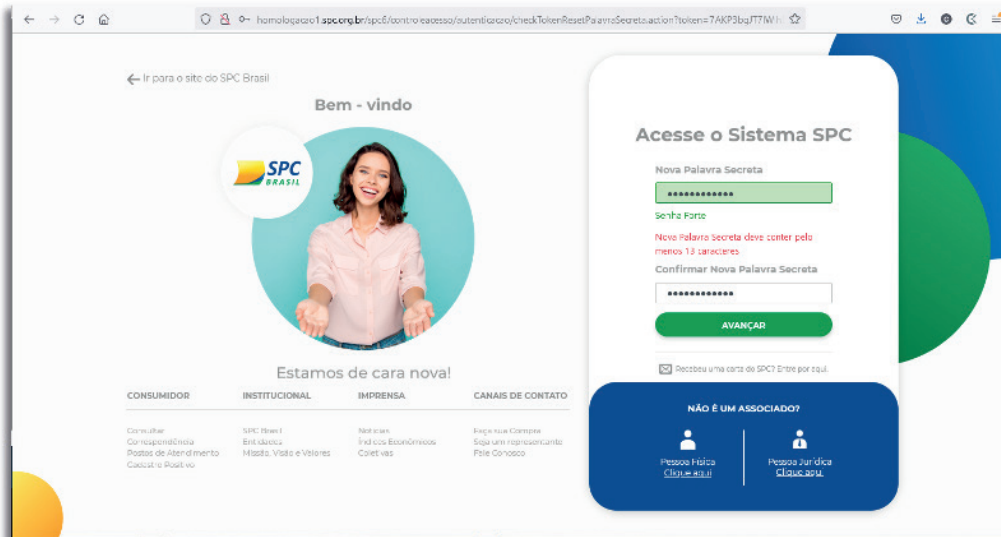 homologacao1.spc.org.br/spc6/controleacesso/autenticacao/checkTokenResetPalavraSecreta.action?token=
Ir para o site do SPC Brasil
Bem - vindo
SPC
BRASIL
Estamos de cara nova!
CONSUMIDOR
Consultar
Correspondência
Postos de Atendimento
Cadastro Positivo
INSTITUCIONAL
SPC Brasil
Entidades
Missão, Visão e Valores
IMPRENSA
Notícias
Índices Econômicos
Coletivas
CANAIS DE CONTATO
Faça sua Compra
Seja um representante
Fale Conosco
Acesse o Sistema SPC
Nova Palavra Secreta
Senha Forte
Nova Palavra Secreta deve conter pelo
menos 13 caracteres
Confirmar Nova Palavra Secreta
AVANÇAR
Recebeu uma carta do SPC? Entre por aqui.
NÃO É UM ASSOCIADO?
Pessoa Física
Clique aqui
Pessoa Jurídica
Clique aqui